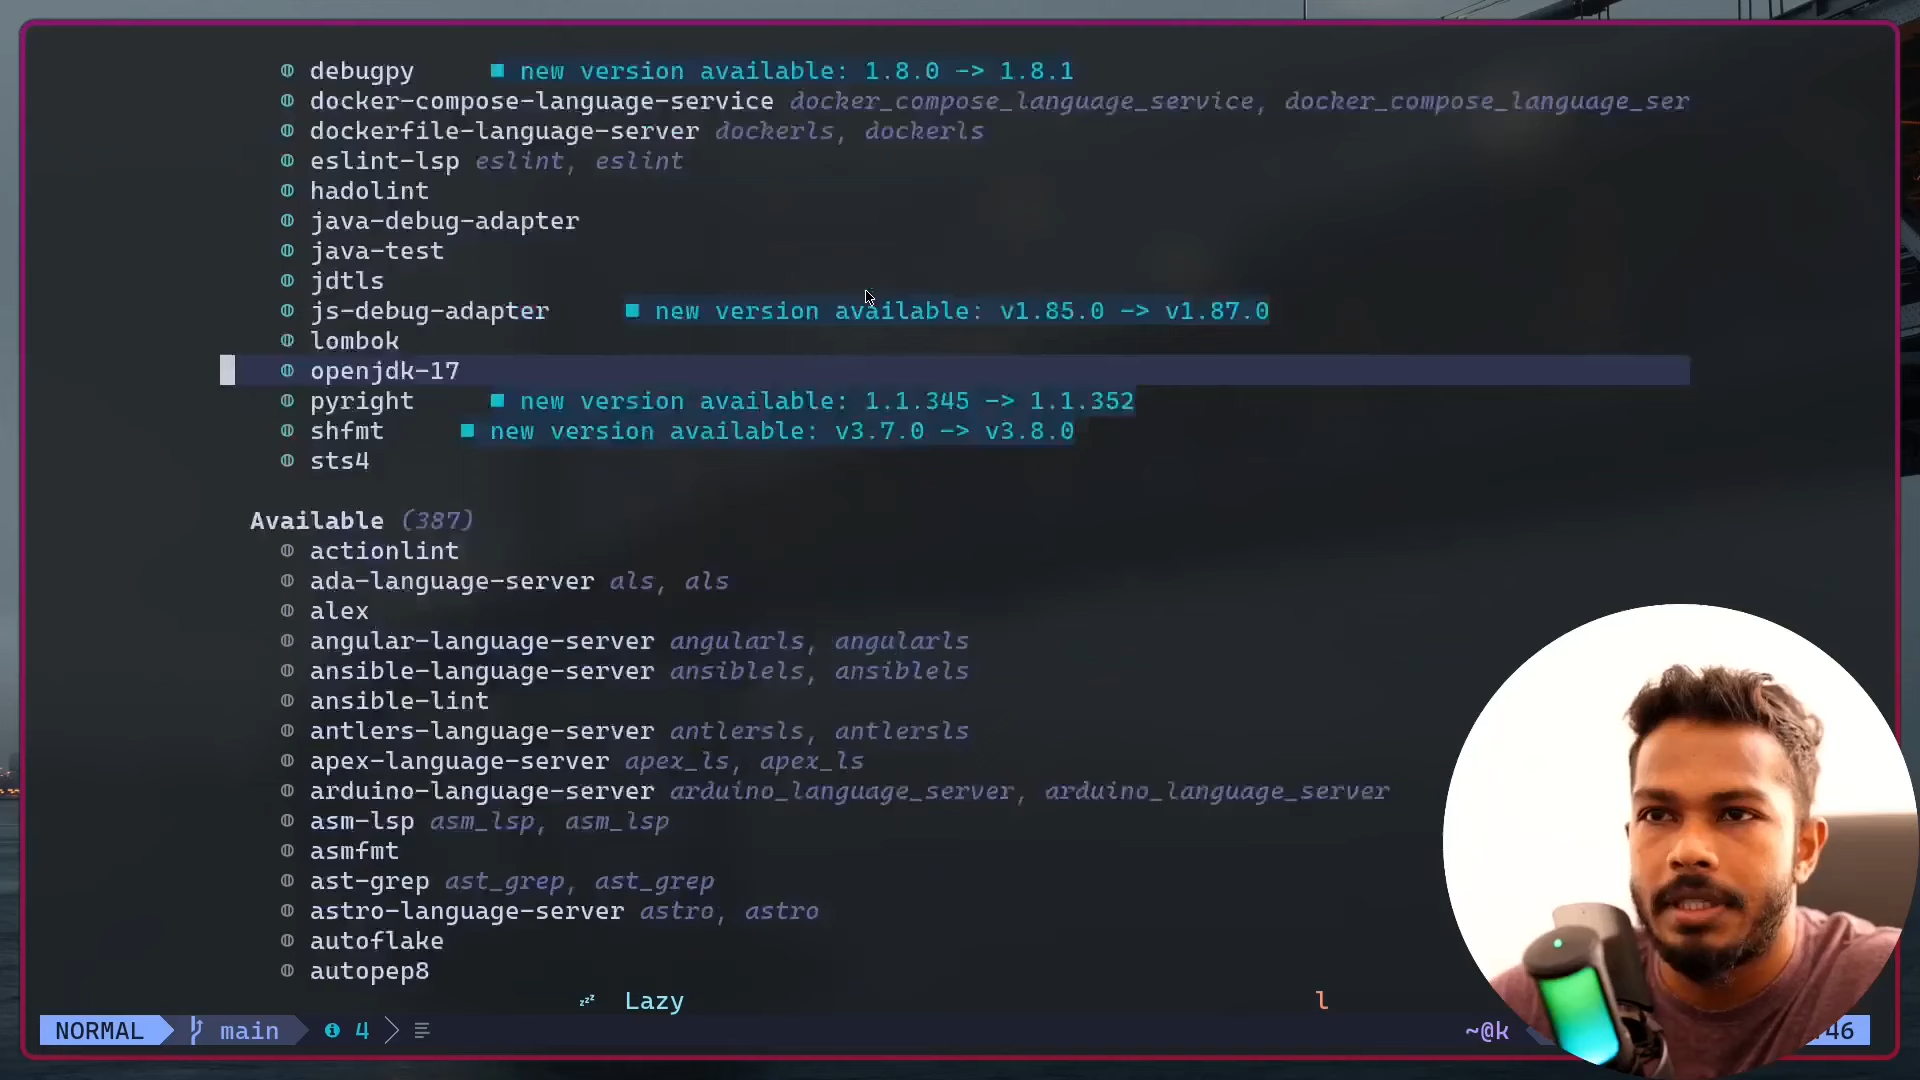 debugpy ■ new version available: 1.8.0 -> 1.8.1
docker-compose-language-service docker_compose_language_service, docker_compose_language_ser
dockerfile-language-server dockerls, dockerls
eslint-lsp eslint, eslint
hadolint
java-debug-adapter
java-test
jdtls
js-debug-adapter ■ new version available: v1.85.0 -> v1.87.0
lombok
openjdk-17
pyright ■ new version available: 1.1.345 -> 1.1.352
shfmt ■ new version available: v3.7.0 -> v3.8.0
sts4
Available (387)
actionlint
ada-language-server als, als
alex
angular-language-server angularls, angularls
ansible-language-server ansiblels, ansiblels
ansible-lint
antlers-language-server antlersls, antlersls
apex-language-server apex_ls, apex_ls
arduino-language-server arduino_language_server, arduino_language_server
asm-lsp asm_lsp, asm_lsp
asmfmt
ast-grep ast_grep, ast_grep
astro-language-server astro, astro
autoflake
autopep8
zzz Lazy l
NORMAL main 4 ~@k 46